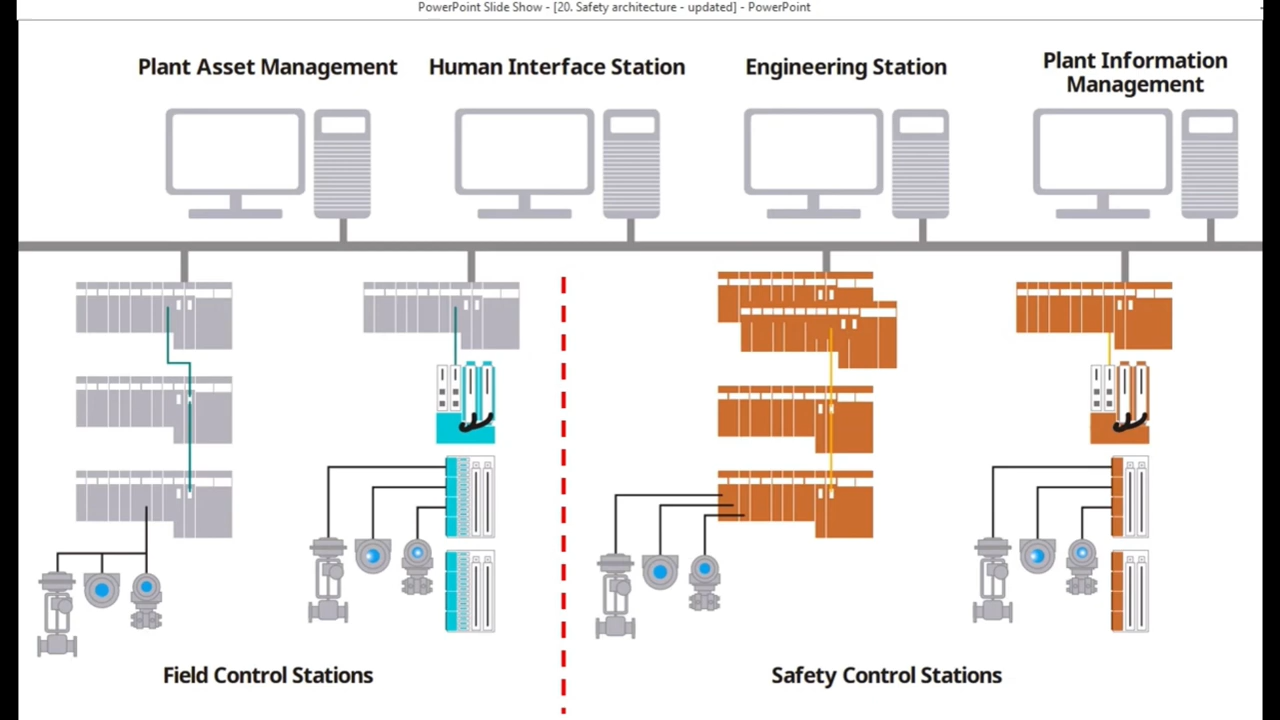 PowerPoint Slide Show - [20. Safety architecture - updated] - PowerPoint
Plant Asset Management
Human Interface Station
Engineering Station
Plant Information
Management
Field Control Stations
Safety Control Stations